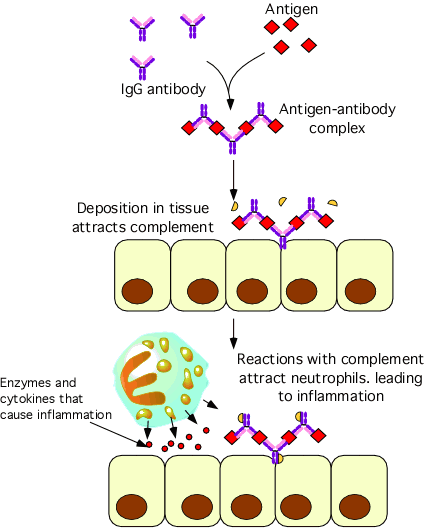 Antigen
IgG antibody
Antigen-antibody
complex
Deposition in tissue
attracts complement
Reactions with complement
attract neutrophils. leading
to inflammation
Enzymes and
cytokines that
cause inflammation